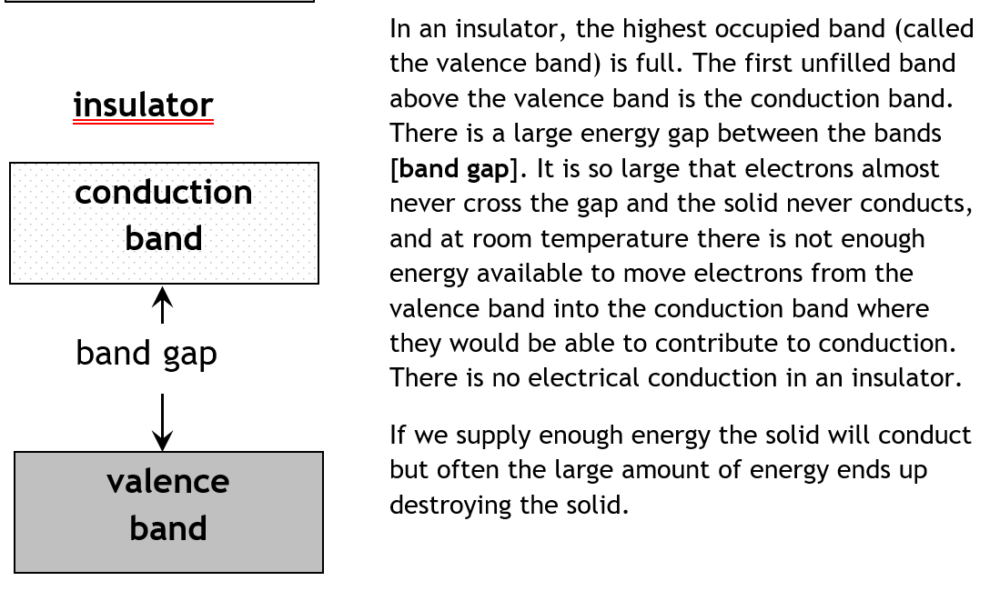 insulator
conduction
band
band gap
valence
band
In an insulator, the highest occupied band (called
the valence band) is full. The first unfilled band
above the valence band is the conduction band.
There is a large energy gap between the bands
[band gap]. It is so large that electrons almost
never cross the gap and the solid never conducts,
and at room temperature there is not enough
energy available to move electrons from the
valence band into the conduction band where
they would be able to contribute to conduction.
There is no electrical conduction in an insulator.
If we supply enough energy the solid will conduct
but often the large amount of energy ends up
destroying the solid.